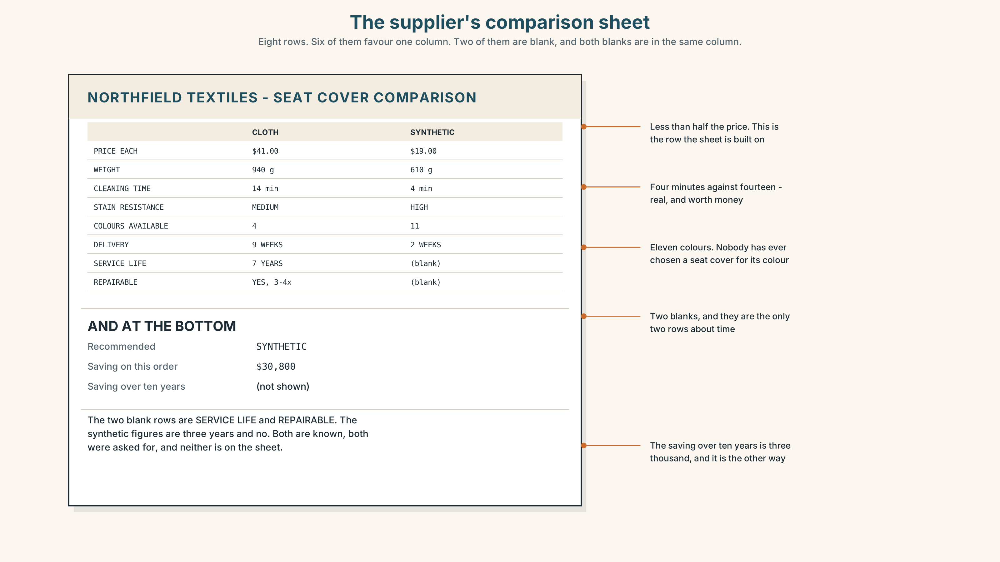 The supplier's comparison sheet
Eight rows. Six of them favour one column. Two of them are blank, and both blanks are in the same column.
NORTHFIELD TEXTILES - SEAT COVER COMPARISON
CLOTH SYNTHETIC
PRICE EACH $41.00 $19.00
WEIGHT 940 g 610 g
CLEANING TIME 14 min 4 min
STAIN RESISTANCE MEDIUM HIGH
COLOURS AVAILABLE 4 11
DELIVERY 9 WEEKS 2 WEEKS
SERVICE LIFE 7 YEARS (blank)
REPAIRABLE YES, 3-4x (blank)
AND AT THE BOTTOM
Recommended SYNTHETIC
Saving on this order $30,800
Saving over ten years (not shown)
The two blank rows are SERVICE LIFE and REPAIRABLE. The
synthetic figures are three years and no. Both are known, both
were asked for, and neither is on the sheet.
Less than half the price. This is
the row the sheet is built on
Four minutes against fourteen -
real, and worth money
Eleven colours. Nobody has ever
chosen a seat cover for its colour
Two blanks, and they are the only
two rows about time
The saving over ten years is three
thousand, and it is the other way